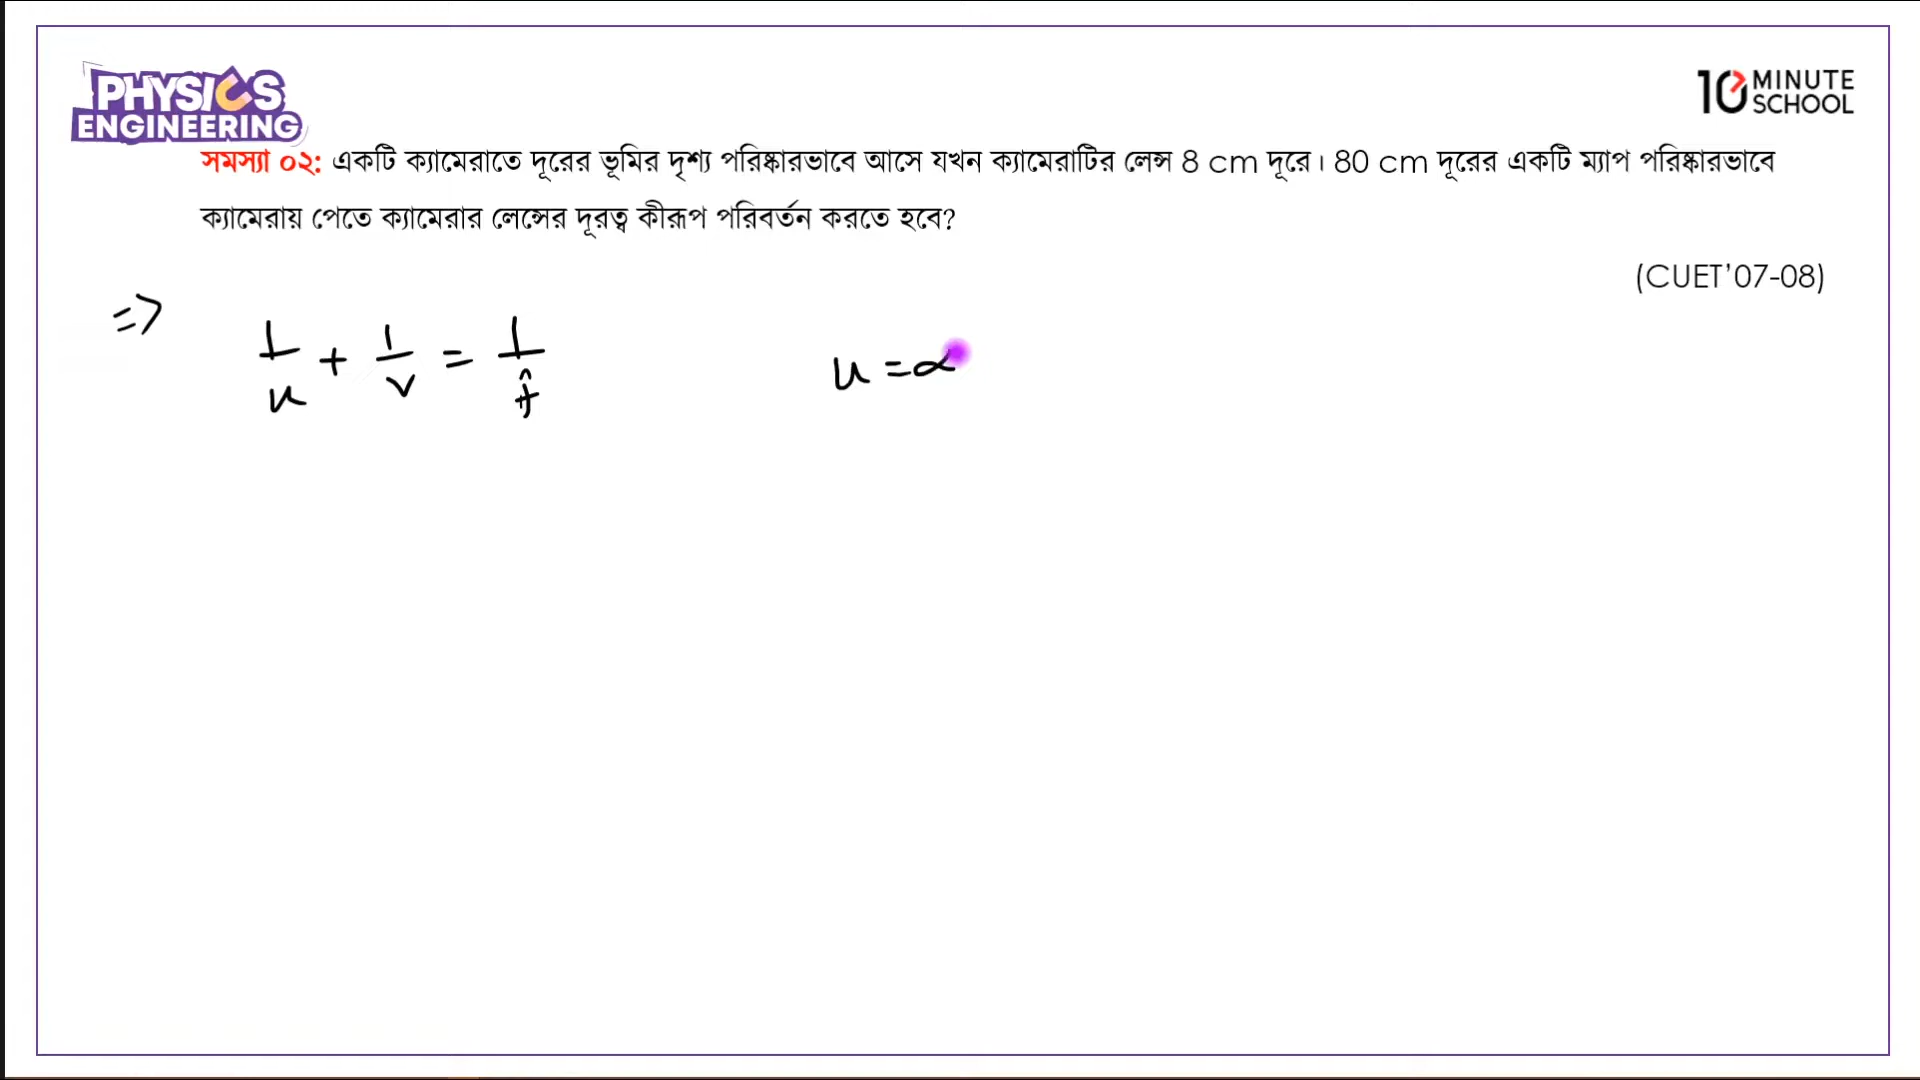 PHYSICS
ENGINEERING
10 MINUTE
SCHOOL
সমস্যা ০২: একটি ক্যামেরাতে দূরের ভূমির দৃশ্য পরিষ্কারভাবে আসে যখন ক্যামেরাটির লেন্স 8 cm দূরে। 80 cm দূরের একটি ম্যাপ পরিষ্কারভাবে
ক্যামেরায় পেতে ক্যামেরার লেন্সের দূরত্ব কীরূপ পরিবর্তন করতে হবে?
(CUET’07-08)
=> 1/u + 1/v = 1/f
u = α